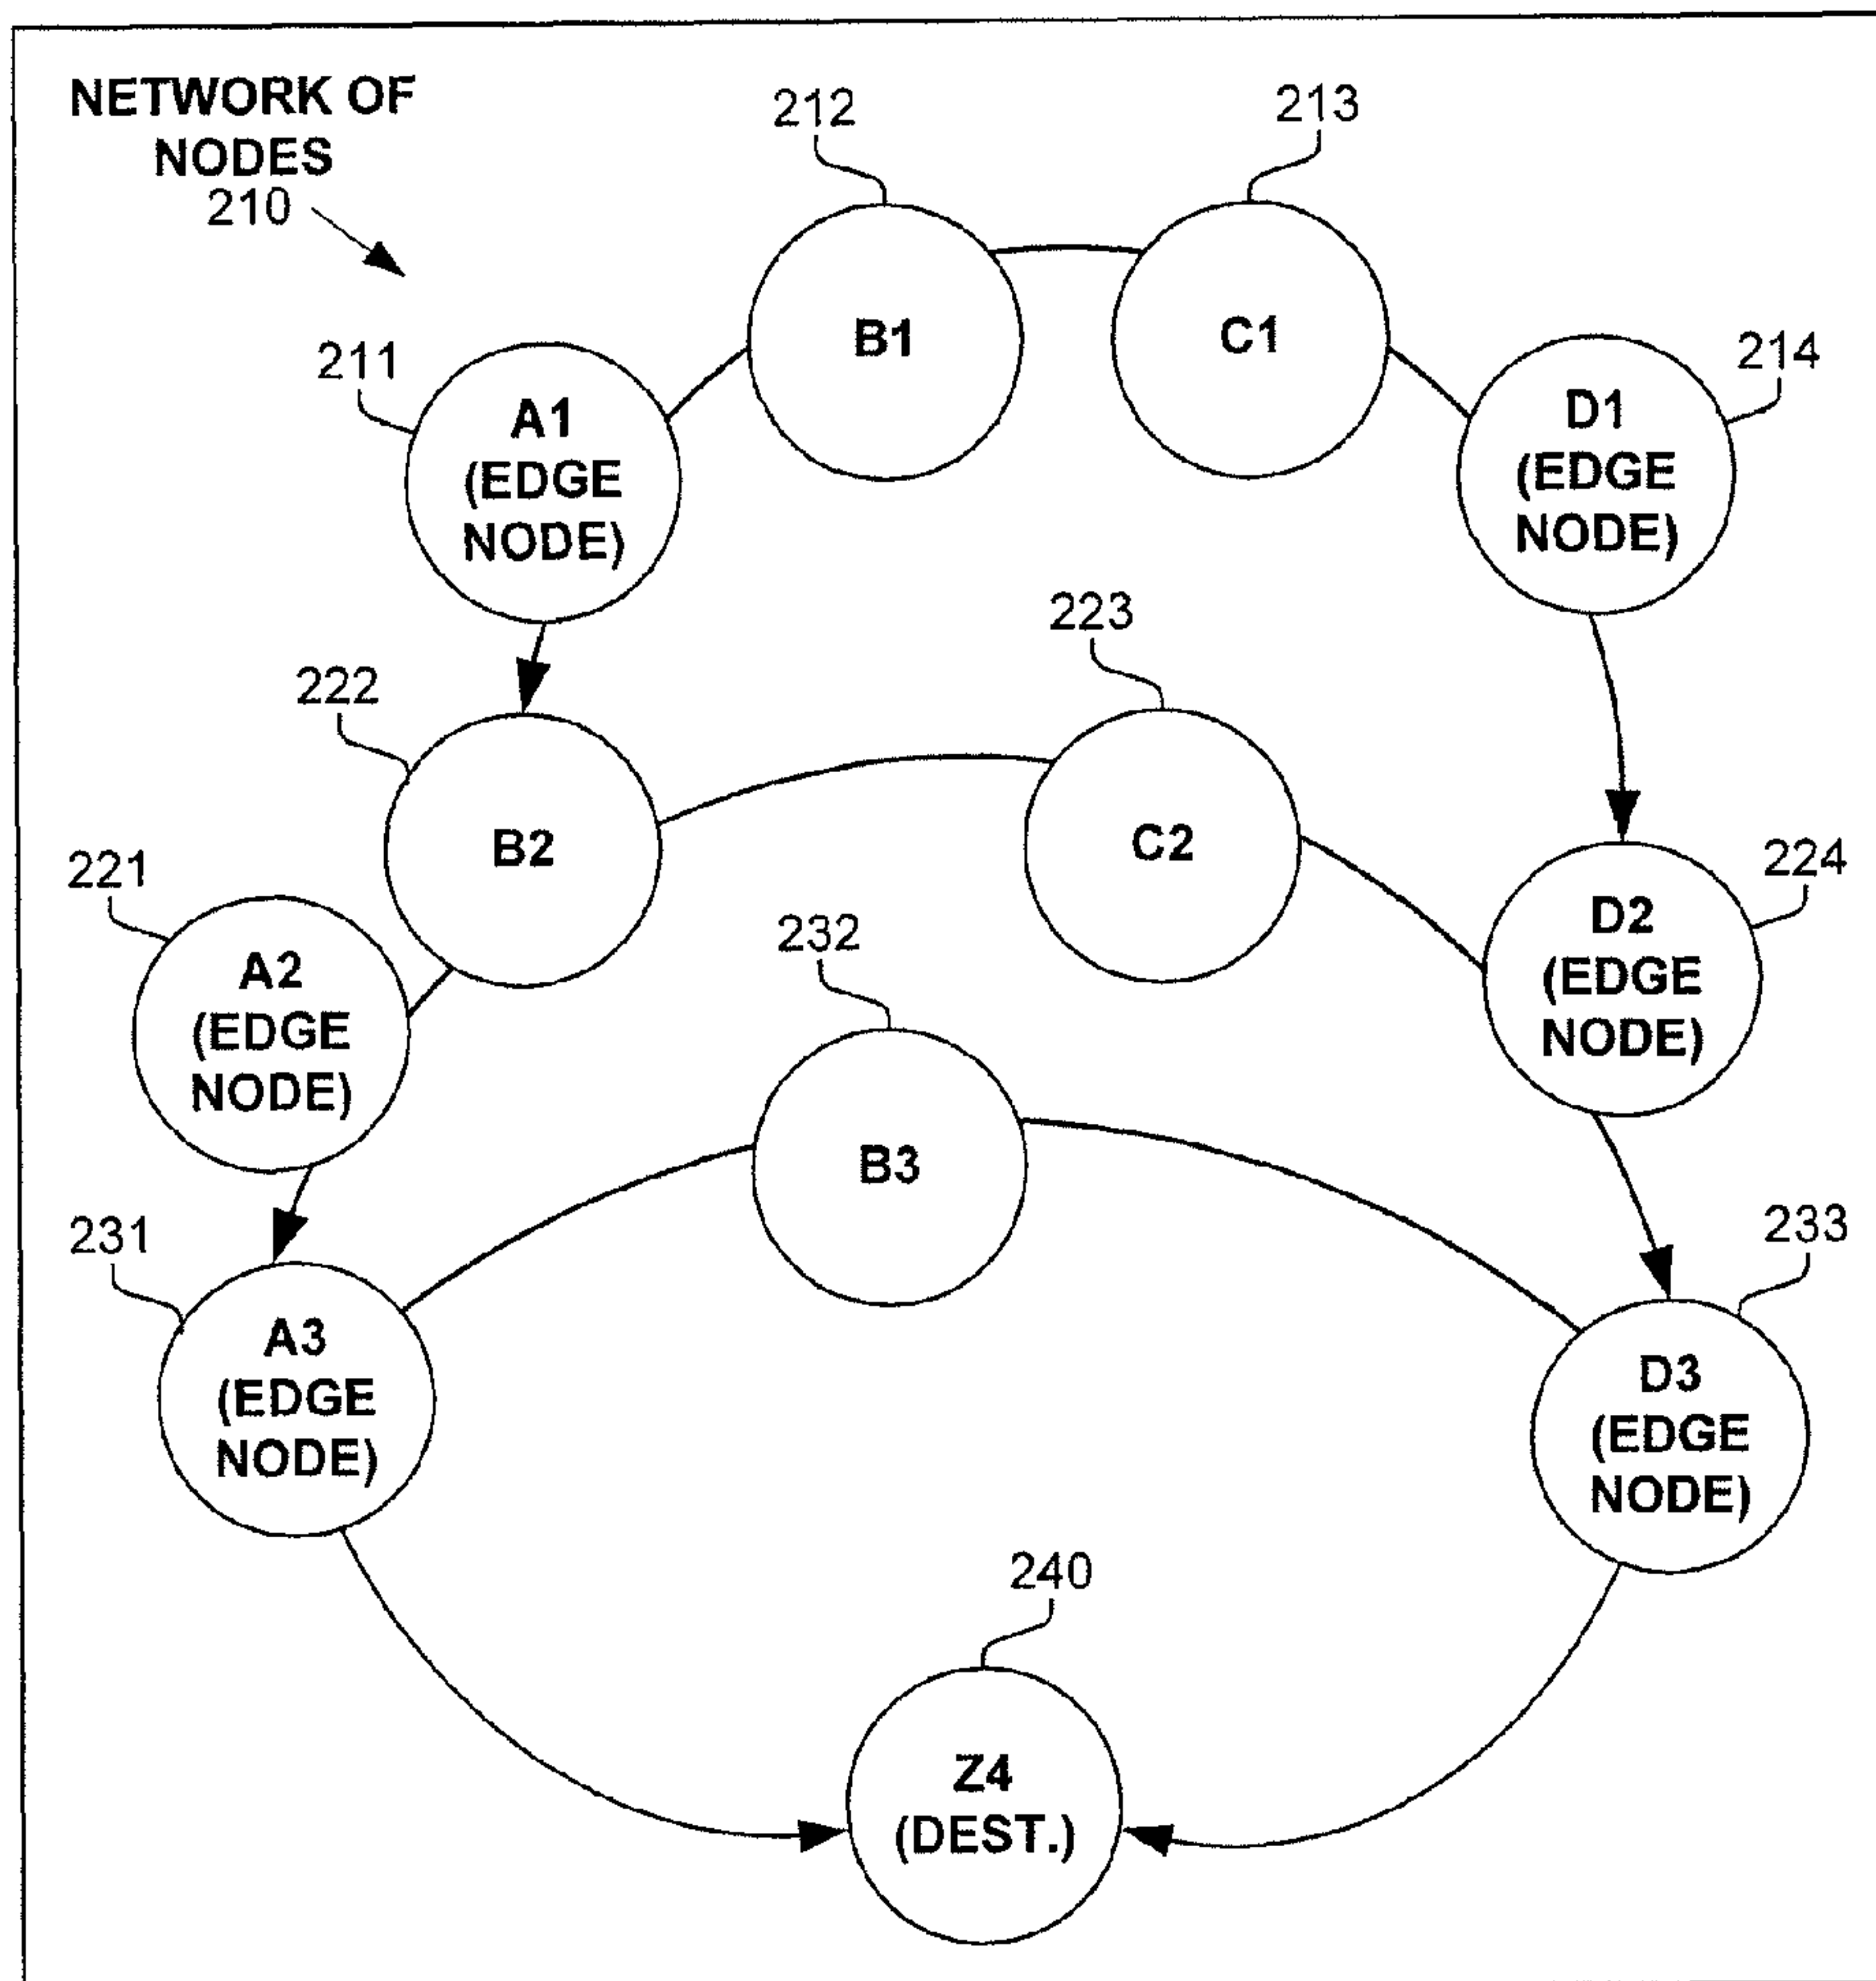 NETWORK OF
NODES
210
212
213
211
214
B1
C1
A1
(EDGE
NODE)
D1
(EDGE
NODE)
222
223
B2
C2
221
224
A2
(EDGE
NODE)
D2
(EDGE
NODE)
232
B3
231
233
A3
(EDGE
NODE)
D3
(EDGE
NODE)
240
Z4
(DEST.)